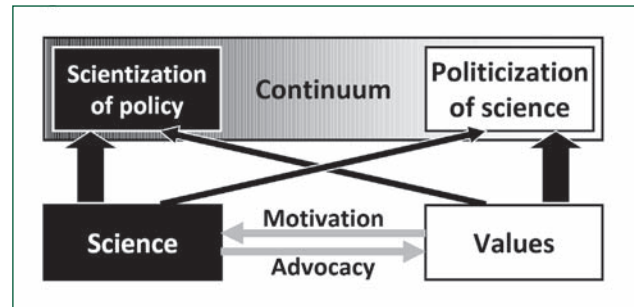 Scientization
of policy
Continuum
Politicization
of science
Motivation
Science
Values
Advocacy